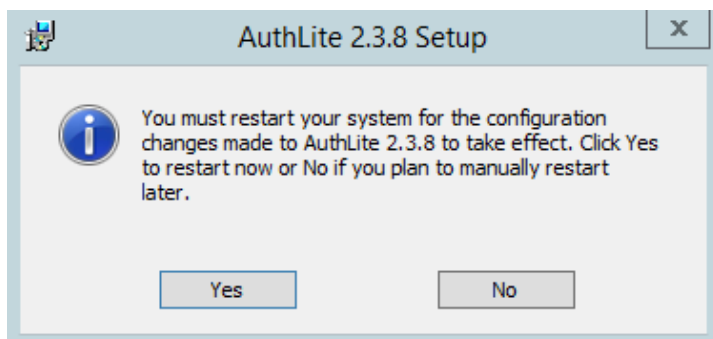 AuthLite 2.3.8 Setup
You must restart your system for the configuration
changes made to AuthLite 2.3.8 to take effect. Click Yes
to restart now or No if you plan to manually restart
later.
Yes
No